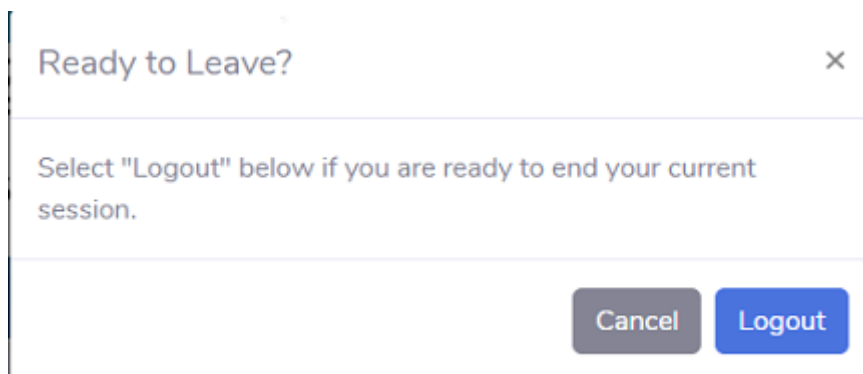 Ready to Leave? ×
Select "Logout" below if you are ready to end your current
session.
Cancel Logout